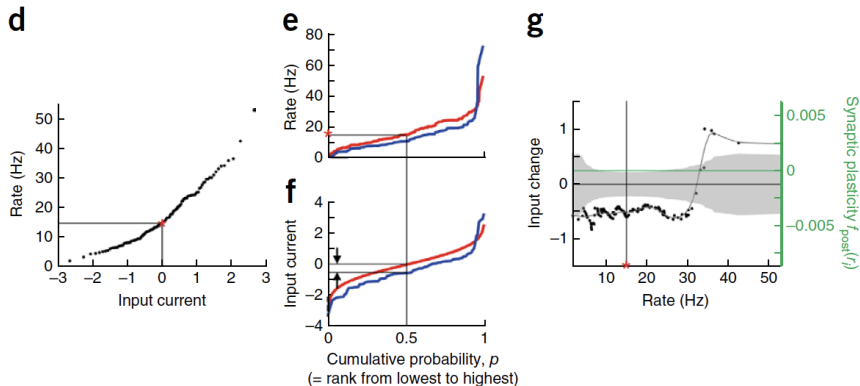 d
Rate (Hz)
50
40
30
20
10
0
−3 −2 −1 0 1 2 3
Input current
e
Rate (Hz)
80
60
40
20
0
f
Input current
4
2
0
−2
−4
0 0.5 1
Cumulative probability, p
(= rank from lowest to highest)
g
Input change
1
0
−1
10 20 30 40 50
Rate (Hz)
0.005
0
−0.005
Synaptic plasticity f_post(r_j)